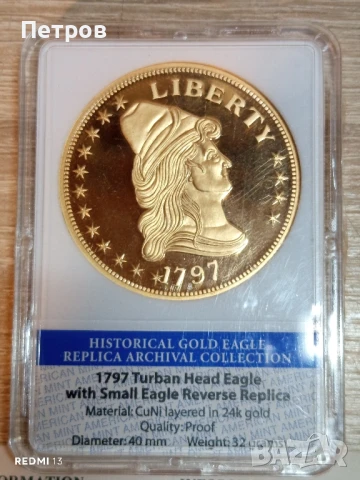 Петров
LIBERTY
1797
HISTORICAL GOLD EAGLE
REPLICA ARCHIVAL COLLECTION
1797 Turban Head Eagle
with Small Eagle Reverse Replica
Material: CuNi layered in 24k gold
Quality: Proof
Diameter: 40 mm Weight: 32
REDMI 13
bazar